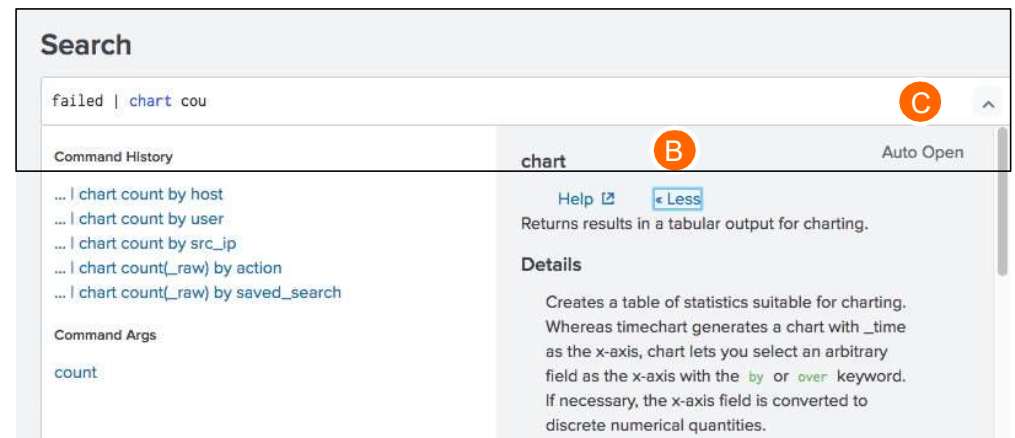 Search
failed | chart cou
C
Command History
... | chart count by host
... | chart count by user
... | chart count by src_ip
... | chart count(_raw) by action
... | chart count(_raw) by saved_search
Command Args
count
chart
B
Auto Open
Help
« Less
Returns results in a tabular output for charting.
Details
Creates a table of statistics suitable for charting.
Whereas timechart generates a chart with _time
as the x-axis, chart lets you select an arbitrary
field as the x-axis with the by or over keyword.
If necessary, the x-axis field is converted to
discrete numerical quantities.